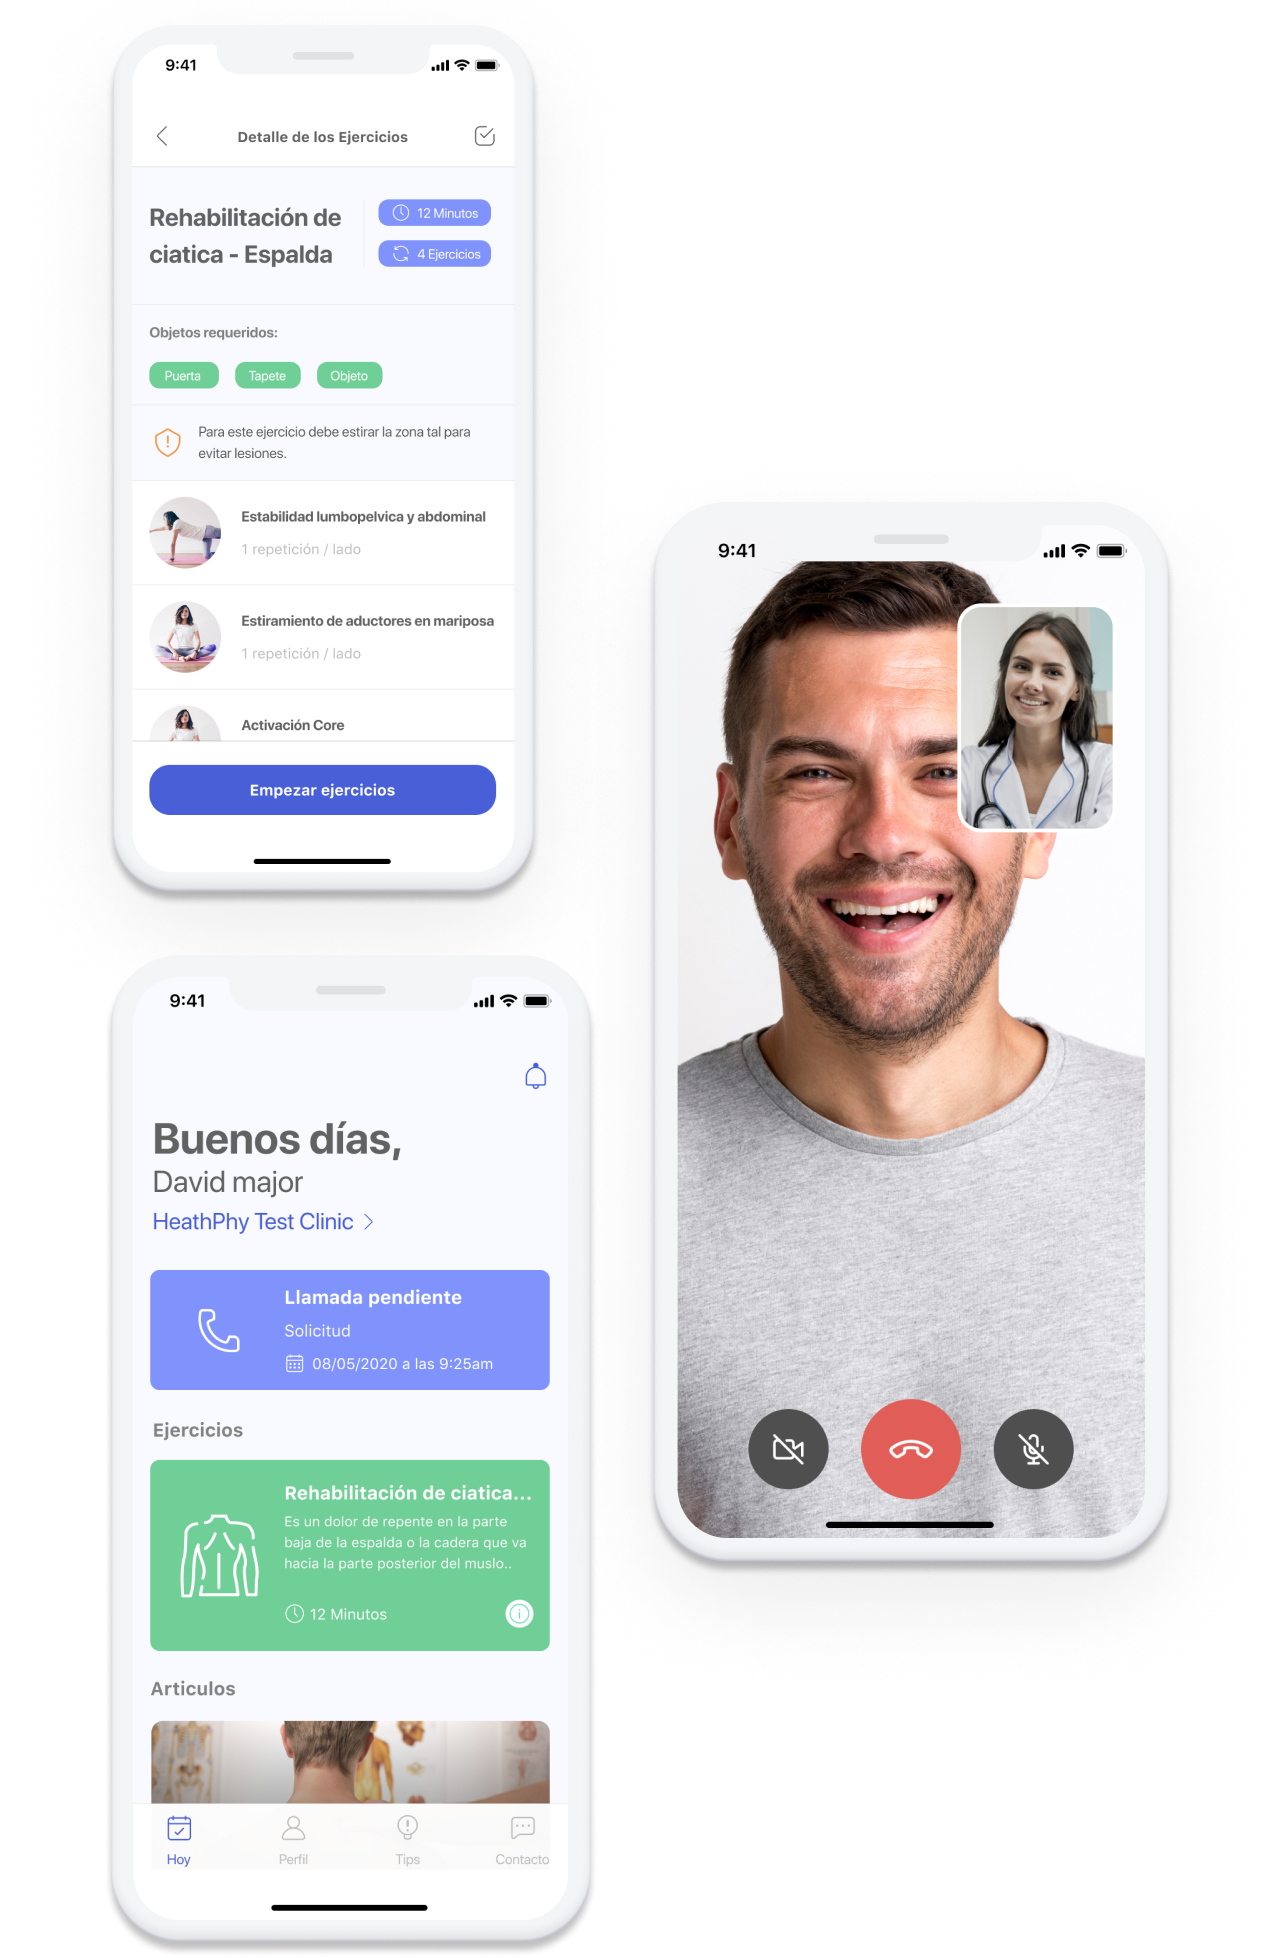 9:41
Detalle de los Ejercicios
Rehabilitación de
ciatica - Espalda
12 Minutos
4 Ejercicios
Objetos requeridos:
Puerta
Tapete
Objeto
Para este ejercicio debe estirar la zona tal para
evitar lesiones.
Estabilidad lumbopelvica y abdominal
1 repetición / lado
Estiramiento de aductores en mariposa
1 repetición / lado
Activación Core
Empezar ejercicios
9:41
9:41
Buenos días,
David major
HeathPhy Test Clinic
Llamada pendiente
Solicitud
08/05/2020 a las 9:25am
Ejercicios
Rehabilitación de ciatica...
Es un dolor de repente en la parte
baja de la espalda o la cadera que va
hacia la parte posterior del muslo..
12 Minutos
Articulos
Hoy
Perfil
Tips
Contacto